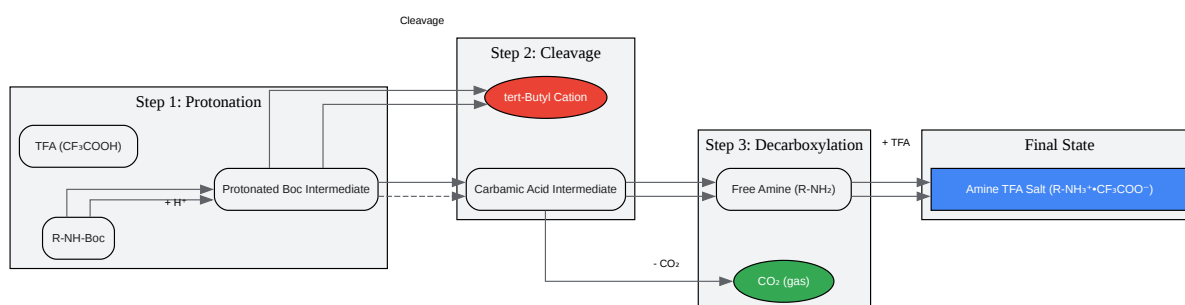 Cleavage
Step 1: Protonation
TFA (CF₃COOH)
Protonated Boc Intermediate
+ H⁺
R-NH-Boc
Step 2: Cleavage
tert-Butyl Cation
Carbamic Acid Intermediate
- CO₂
Step 3: Decarboxylation
Free Amine (R-NH₂)
CO₂ (gas)
+ TFA
Final State
Amine TFA Salt (R-NH₃⁺•CF₃COO⁻)